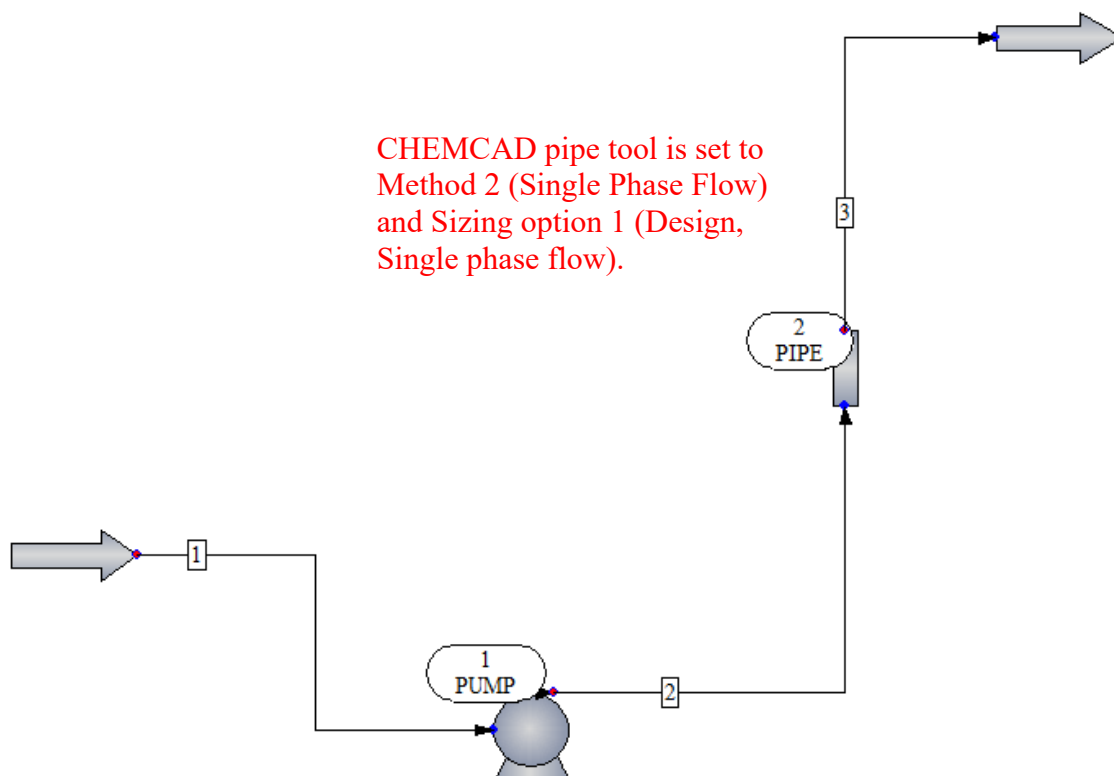 CHEMCAD pipe tool is set to
Method 2 (Single Phase Flow)
and Sizing option 1 (Design,
Single phase flow).
3
2
PIPE
1
1
PUMP
2